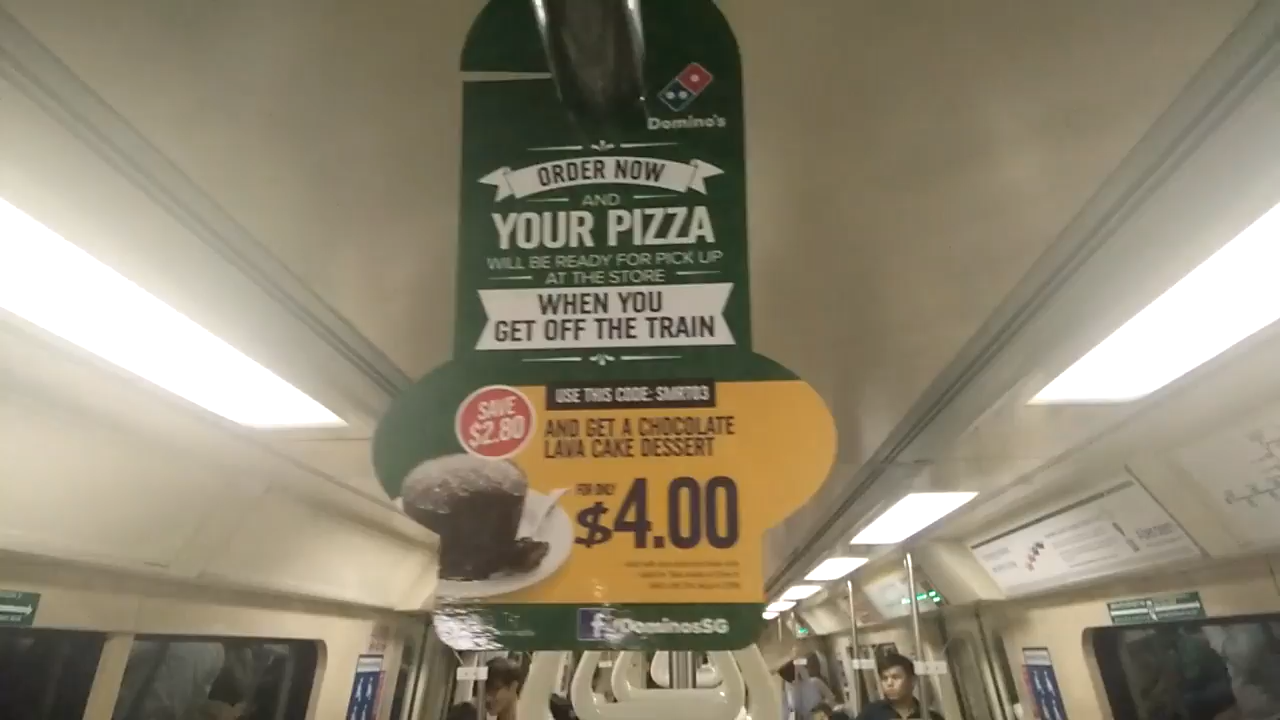 Domino's
ORDER NOW
AND
YOUR PIZZA
WILL BE READY FOR PICK UP
AT THE STORE
WHEN YOU
GET OFF THE TRAIN
SAVE
$2.80
USE THIS CODE: SMRT03
AND GET A CHOCOLATE
LAVA CAKE DESSERT
FOR ONLY
$4.00
f/DominosSG